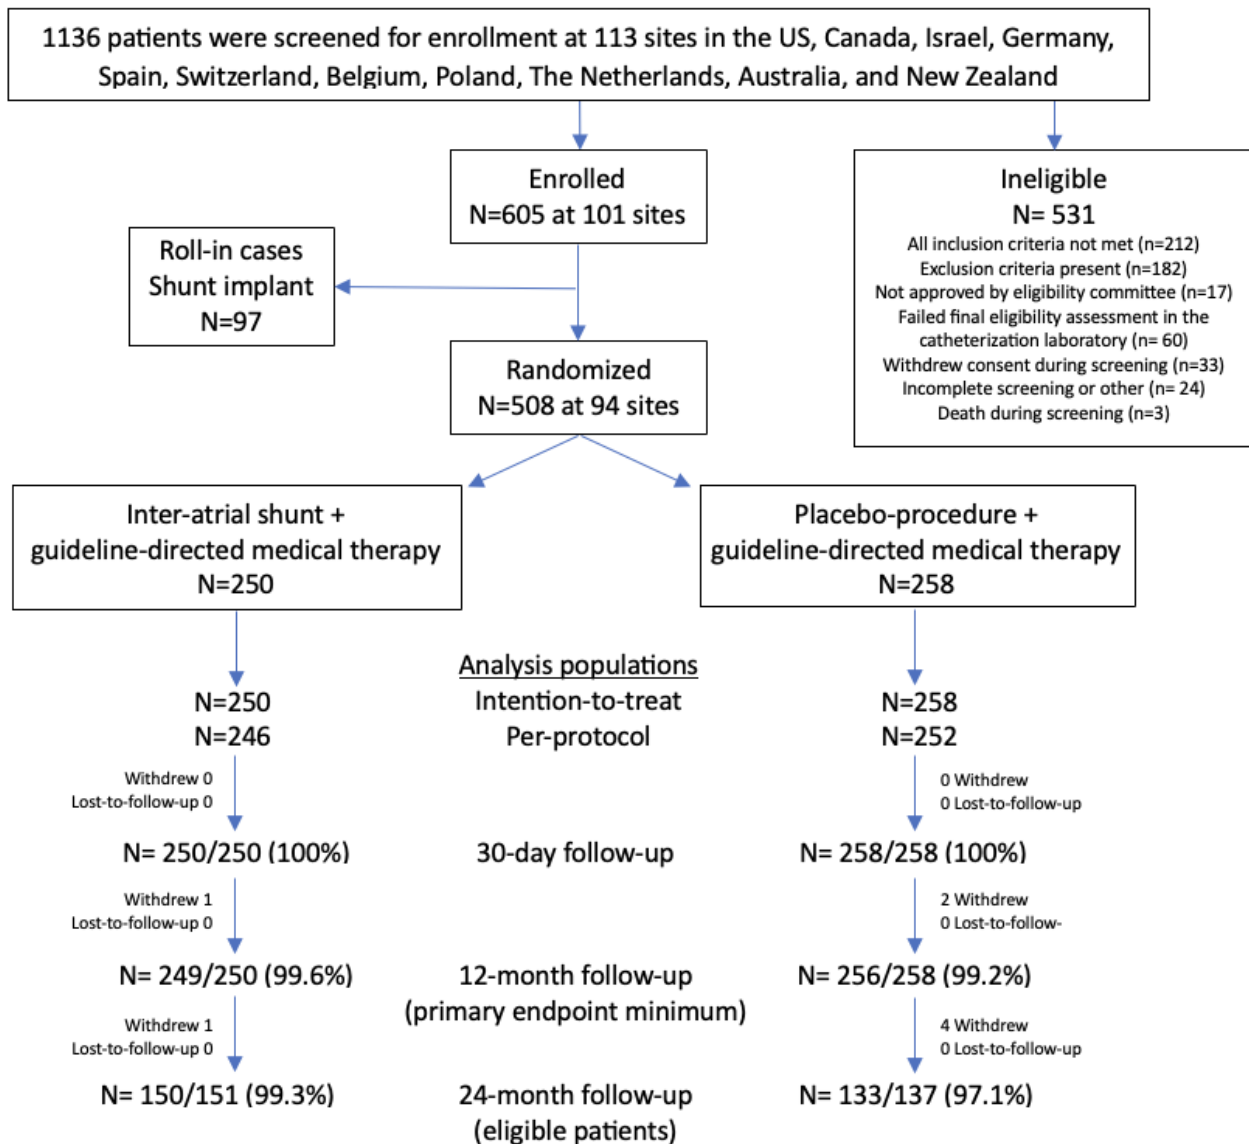 1136 patients were screened for enrollment at 113 sites in the US, Canada, Israel, Germany,
Spain, Switzerland, Belgium, Poland, The Netherlands, Australia, and New Zealand
Enrolled
N=605 at 101 sites
Ineligible
N= 531
All inclusion criteria not met (n=212)
Exclusion criteria present (n=182)
Not approved by eligibility committee (n=17)
Failed final eligibility assessment in the
catheterization laboratory (n= 60)
Withdrew consent during screening (n=33)
Incomplete screening or other (n= 24)
Death during screening (n=3)
Roll-in cases
Shunt implant
N=97
Randomized
N=508 at 94 sites
Inter-atrial shunt +
guideline-directed medical therapy
N=250
Placebo-procedure +
guideline-directed medical therapy
N=258
Analysis populations
N=250 Intention-to-treat N=258
N=246 Per-protocol N=252
Withdrew 0 0 Withdrew
Lost-to-follow-up 0 0 Lost-to-follow-up
N= 250/250 (100%) 30-day follow-up N= 258/258 (100%)
Withdrew 1 2 Withdrew
Lost-to-follow-up 0 0 Lost-to-follow-
N= 249/250 (99.6%) 12-month follow-up N= 256/258 (99.2%)
(primary endpoint minimum)
Withdrew 1 4 Withdrew
Lost-to-follow-up 0 0 Lost-to-follow-up
N= 150/151 (99.3%) 24-month follow-up N= 133/137 (97.1%)
(eligible patients)